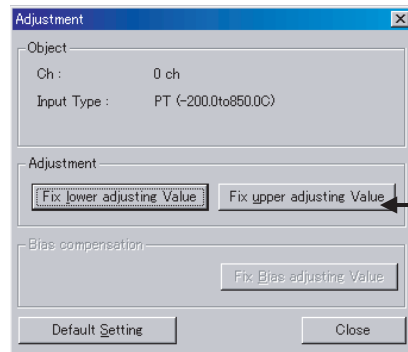 Adjustment
Object
Ch : 0 ch
Input Type : PT (-200.0to850.0C)
Adjustment
Fix lower adjusting Value Fix upper adjusting Value
Bias compensation
Fix Bias adjusting Value
Default Setting Close